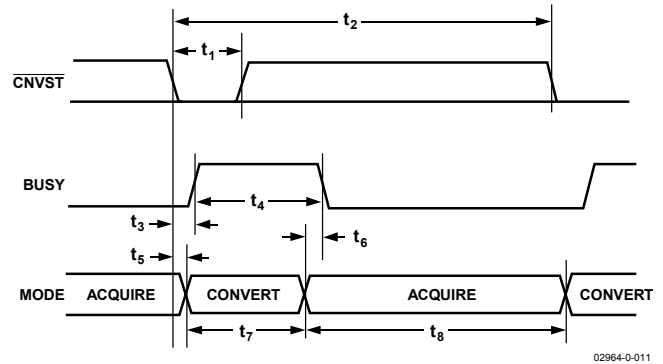 t2
t1
CNVST
BUSY
t3
t4
t5
t6
MODE ACQUIRE CONVERT ACQUIRE CONVERT
t7 t8
02964-0-011